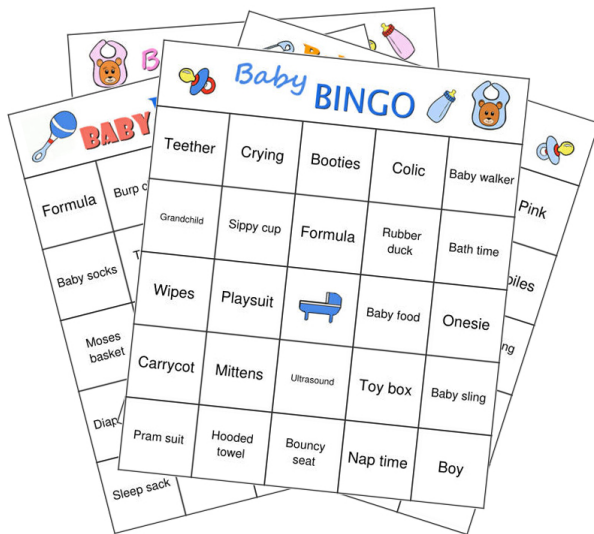 Baby BINGO
Teether Crying Booties Colic Baby walker
Grandchild Sippy cup Formula Rubber duck Bath time
Wipes Playsuit Baby food Onesie
Carrycot Mittens Ultrasound Toy box Baby sling
Pram suit Hooded towel Bouncy seat Nap time Boy
BABY
Formula Burp
Baby socks
Moses basket
Sleep sack
Pink